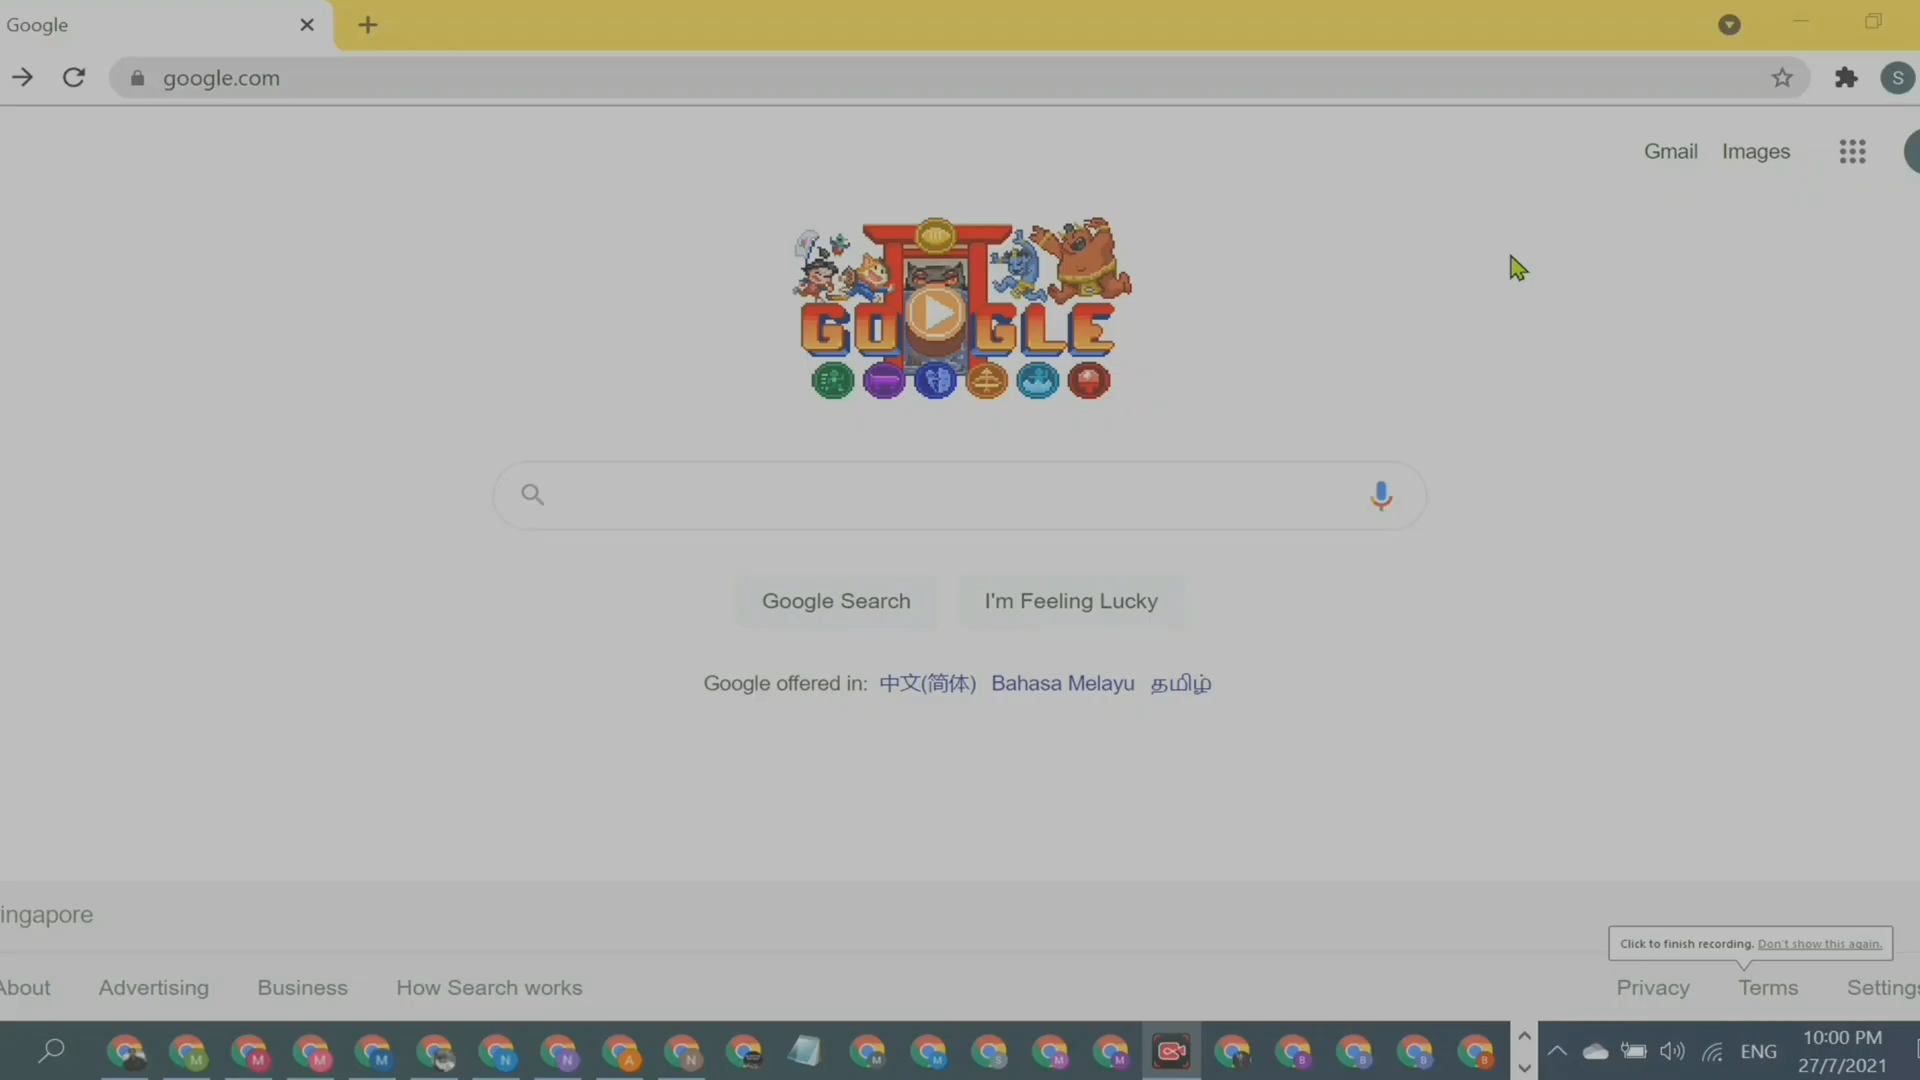 Google
google.com
S
Gmail Images
GOOGLE
Google Search I'm Feeling Lucky
Google offered in: 中文(简体) Bahasa Melayu தமிழ்
ingapore
Click to finish recording. Don't show this again.
About Advertising Business How Search works Privacy Terms Settings
M M M M N N A N M M S M M B B B B
ENG
10:00 PM
27/7/2021